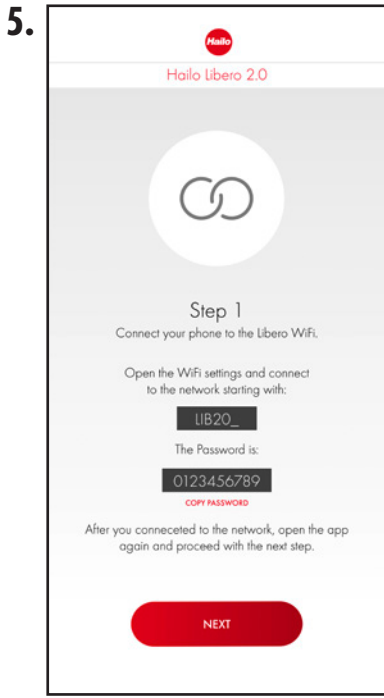 5.
Hailo
Hailo Libero 2.0
Step 1
Connect your phone to the Libero WiFi.
Open the WiFi settings and connect
to the network starting with:
LIB20_
The Password is:
0123456789
COPY PASSWORD
After you conneceted to the network, open the app
again and proceed with the next step.
NEXT